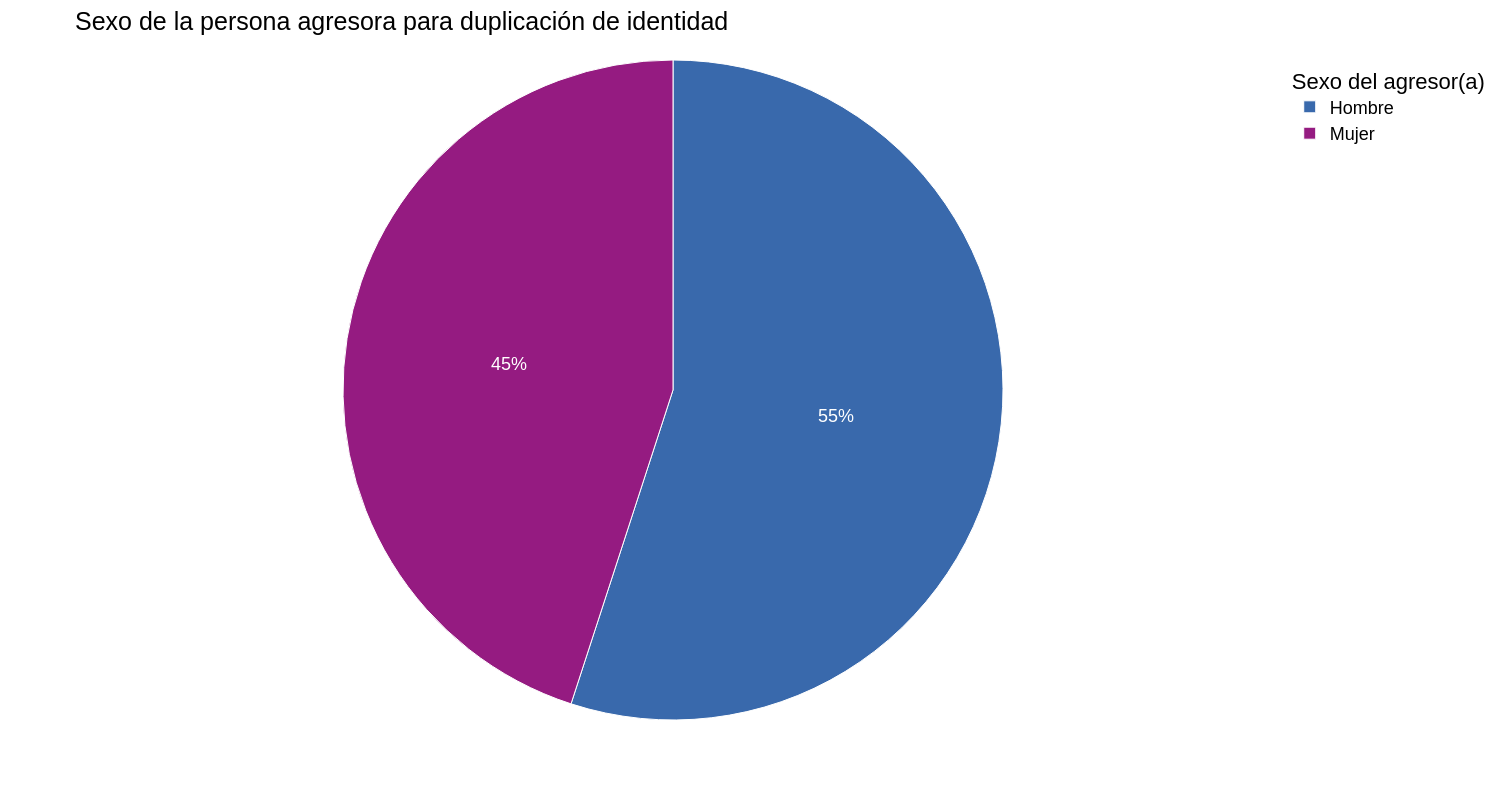 Sexo de la persona agresora para duplicación de identidad
Sexo del agresor(a)
Hombre
Mujer
45%
55%